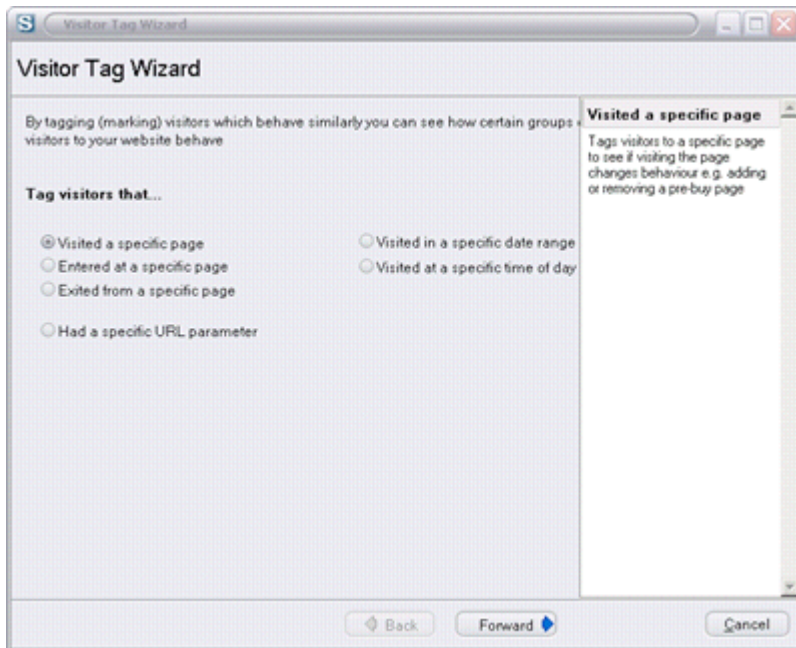 S Visitor Tag Wizard
Visitor Tag Wizard
By tagging (marking) visitors which behave similarly you can see how certain groups
visitors to your website behave
Tag visitors that...
Visited a specific page
Entered at a specific page
Exited from a specific page
Had a specific URL parameter
Visited in a specific date range
Visited at a specific time of day
Visited a specific page
Tags visitors to a specific page
to see if visiting the page
changes behaviour e.g. adding
or removing a pre-buy page
Back
Forward
Cancel